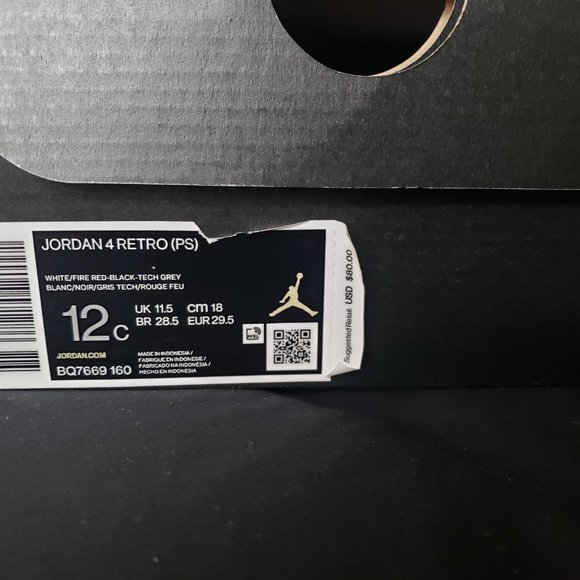 JORDAN 4 RETRO (PS)
WHITE/FIRE RED-BLACK-TECH GREY
BLANC/NOIR/GRIS TECH/ROUGE FEU
12C
UK 11.5 cm 18
BR 28.5 EUR 29.5
JORDAN.COM
BQ7669 160
MADE IN INDONESIA /
FABRIQUÉ EN INDONÉSIE /
FABRICADO NA INDONÉSIA /
HECHO EN INDONESIA
Suggested Retail: USD $80.00